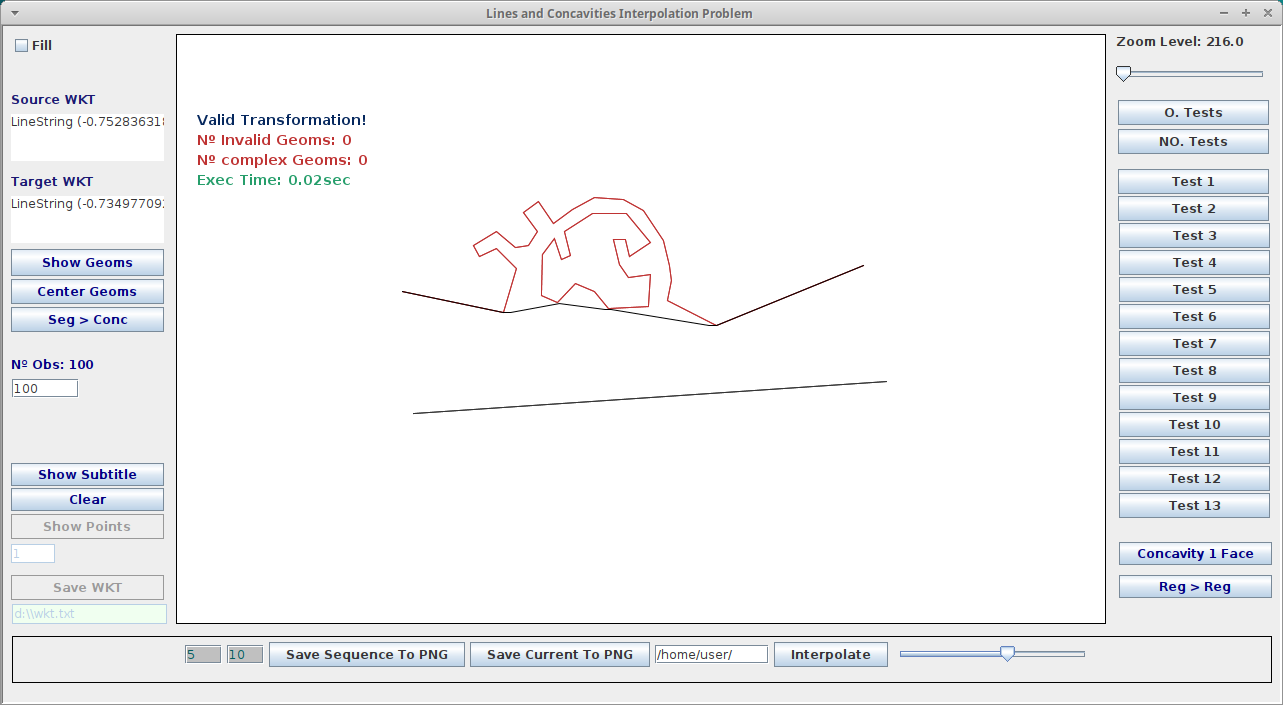 Lines and Concavities Interpolation Problem
Fill
Source WKT
LineString (-0.75283631
Target WKT
LineString (-0.73497709
Show Geoms
Center Geoms
Seg > Conc
Nº Obs: 100
100
Show Subtitle
Clear
Show Points
1
Save WKT
d:\\wkt.txt
Valid Transformation!
Nº Invalid Geoms: 0
Nº complex Geoms: 0
Exec Time: 0.02sec
Zoom Level: 216.0
O. Tests
NO. Tests
Test 1
Test 2
Test 3
Test 4
Test 5
Test 6
Test 7
Test 8
Test 9
Test 10
Test 11
Test 12
Test 13
Concavity 1 Face
Reg > Reg
5 10 Save Sequence To PNG Save Current To PNG /home/user/ Interpolate